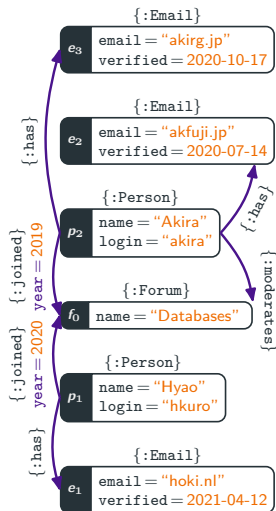 {:Email}
e3 email = “akirg.jp”
verified = 2020-10-17
{:has}
{:Email}
e2 email = “akfuji.jp”
verified = 2020-07-14
{:has}
{:Person}
p2 name = “Akira”
login = “akira”
{:joined}
year = 2019
{:moderates}
{:Forum}
f0 name = “Databases”
{:joined}
year = 2020
{:Person}
p1 name = “Hyao”
login = “hkuro”
{:has}
{:Email}
e1 email = “hoki.nl”
verified = 2021-04-12